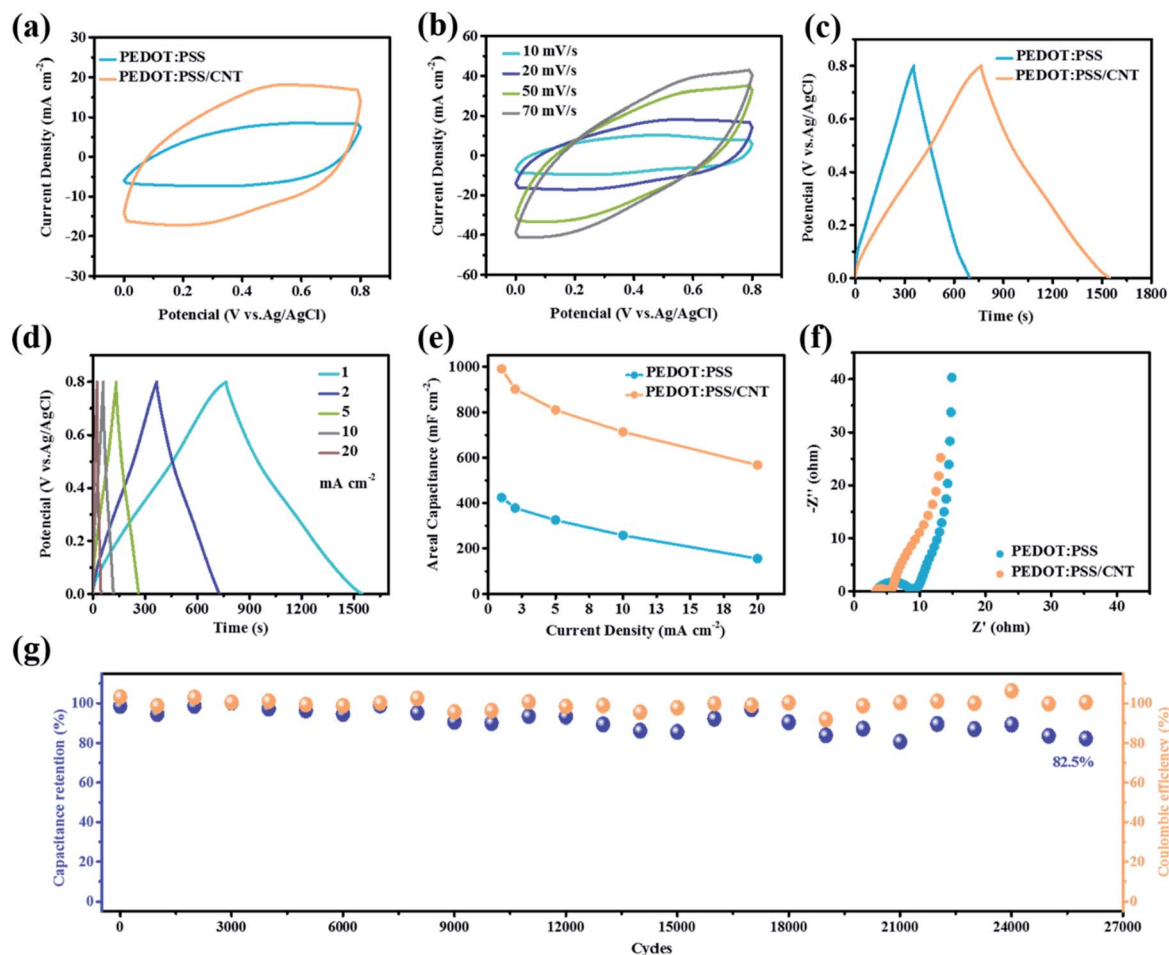 (a)
30
20
10
0
-10
-20
-30
Current Density (mA cm⁻²)
PEDOT:PSS
PEDOT:PSS/CNT
0.0 0.2 0.4 0.6 0.8
Potencial (V vs.Ag/AgCl)
(b)
60
40
20
0
-20
-40
-60
Current Density (mA cm⁻²)
10 mV/s
20 mV/s
50 mV/s
70 mV/s
0.0 0.2 0.4 0.6 0.8
Potencial (V vs.Ag/AgCl)
(c)
1.0
0.8
0.6
0.4
0.2
0.0
Potencial (V vs.Ag/AgCl)
PEDOT:PSS
PEDOT:PSS/CNT
0 300 600 900 1200 1500 1800
Time (s)
(d)
1.0
0.8
0.6
0.4
0.2
0.0
Potencial (V vs.Ag/AgCl)
1
2
5
10
20
mA cm⁻²
0 300 600 900 1200 1500
Time (s)
(e)
1000
800
600
400
200
0
Areal Capacitance (mF cm⁻²)
PEDOT:PSS
PEDOT:PSS/CNT
0 3 5 8 10 13 15 18 20
Current Density (mA cm⁻²)
(f)
40
30
20
10
0
-Z'' (ohm)
PEDOT:PSS
PEDOT:PSS/CNT
0 10 20 30 40
Z' (ohm)
(g)
100
80
60
40
20
0
Capacitance retention (%)
82.5%
100
80
60
40
20
0
Coulombic efficiency (%)
0 3000 6000 9000 12000 15000 18000 21000 24000 27000
Cycles